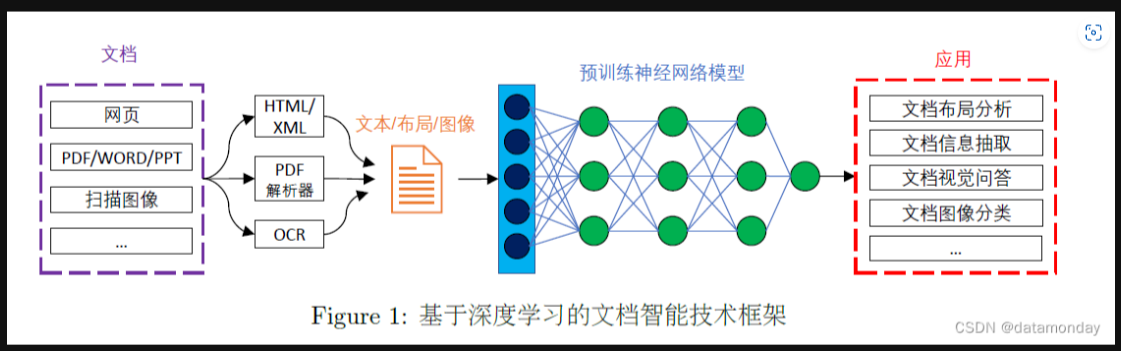 文档
网页
PDF/WORD/PPT
扫描图像
...
HTML/
XML
PDF
解析器
OCR
文本/布局/图像
预训练神经网络模型
应用
文档布局分析
文档信息抽取
文档视觉问答
文档图像分类
...
Figure 1: 基于深度学习的文档智能技术框架
CSDN @datamonday